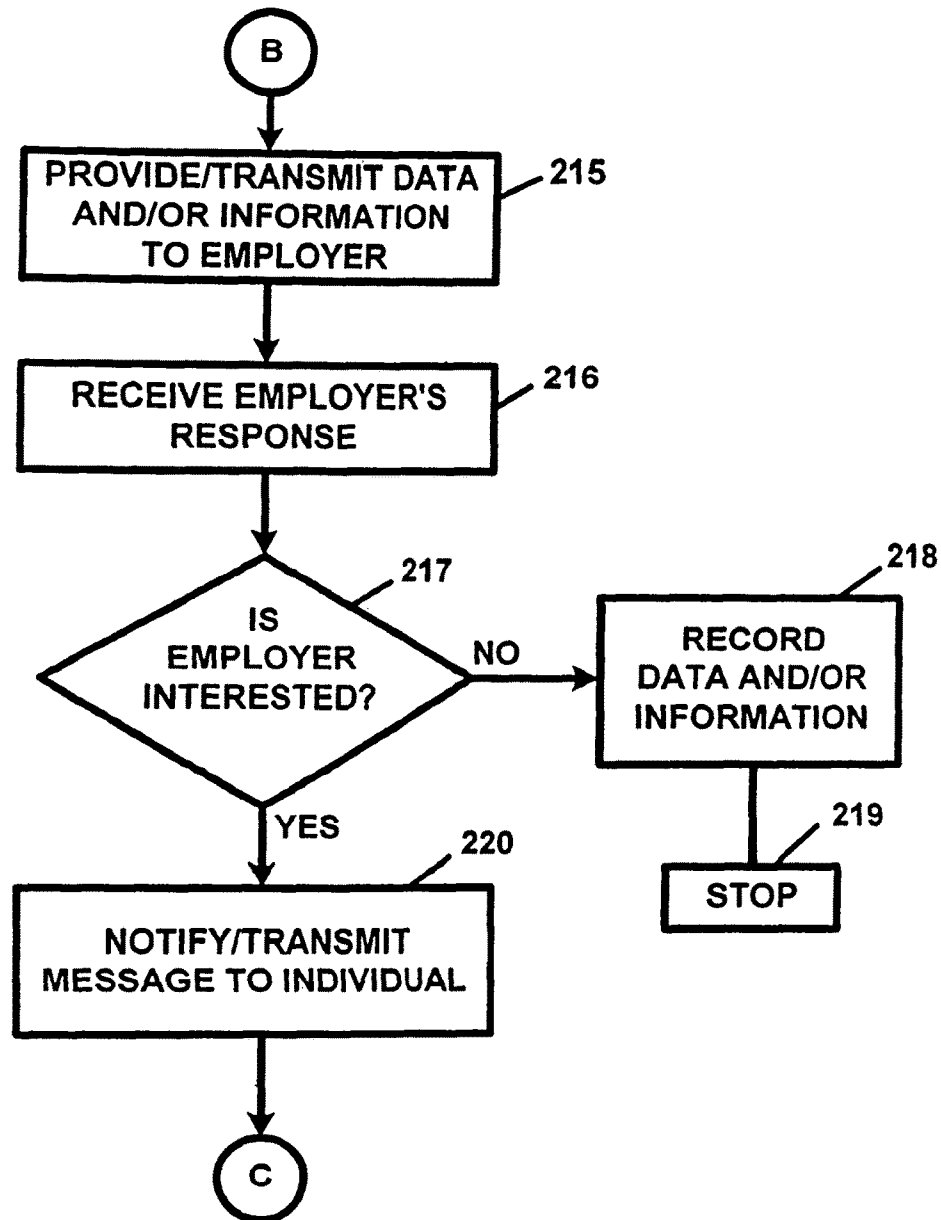 B
PROVIDE/TRANSMIT DATA
AND/OR INFORMATION
TO EMPLOYER
215
RECEIVE EMPLOYER'S
RESPONSE
216
IS
EMPLOYER
INTERESTED?
217
NO
RECORD
DATA AND/OR
INFORMATION
218
STOP
219
YES
NOTIFY/TRANSMIT
MESSAGE TO INDIVIDUAL
220
C